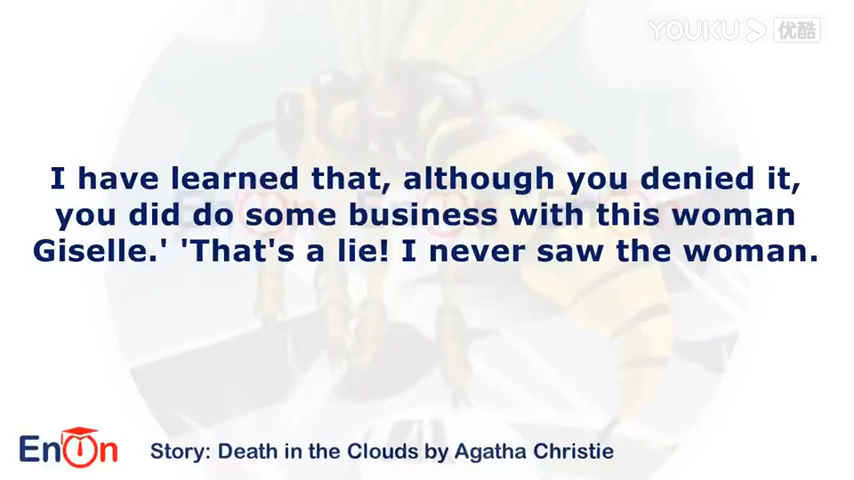 YOUKU 优酷
I have learned that, although you denied it,
you did do some business with this woman
Giselle.' 'That's a lie! I never saw the woman.
EnOn
Story: Death in the Clouds by Agatha Christie